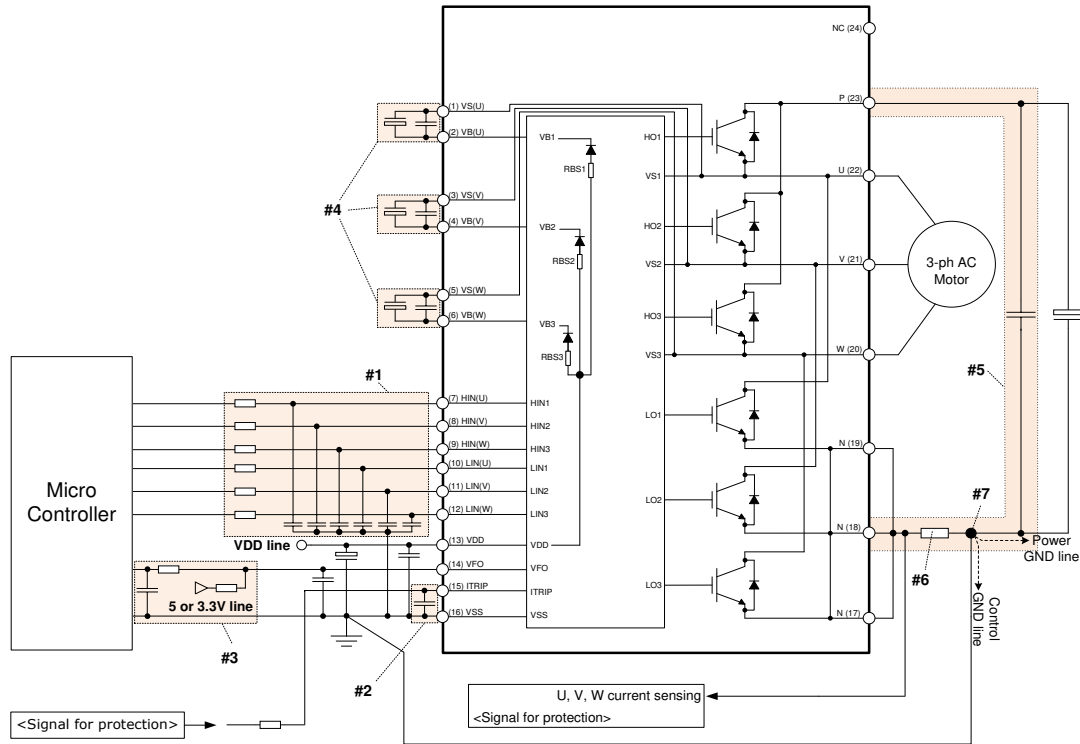 NC (24)
(1) VS(U)
(2) VB(U)
(3) VS(V)
(4) VB(V)
(5) VS(W)
(6) VB(W)
#4
VB1
RBS1
VB2
RBS2
VB3
RBS3
HO1
VS1
HO2
VS2
HO3
VS3
LO1
LO2
LO3
P (23)
U (22)
V (21)
W (20)
N (19)
N (18)
N (17)
3-ph AC
Motor
#5
#6
#7
Power
GND line
Control
GND line
#1
Micro
Controller
(7) HIN(U)
(8) HIN(V)
(9) HIN(W)
(10) LIN(U)
(11) LIN(V)
(12) LIN(W)
(13) VDD
(14) VFO
(15) ITRIP
(16) VSS
HIN1
HIN2
HIN3
LIN1
LIN2
LIN3
VDD
VFO
ITRIP
VSS
VDD line
5 or 3.3V line
#3
#2
U, V, W current sensing
<Signal for protection>
<Signal for protection>